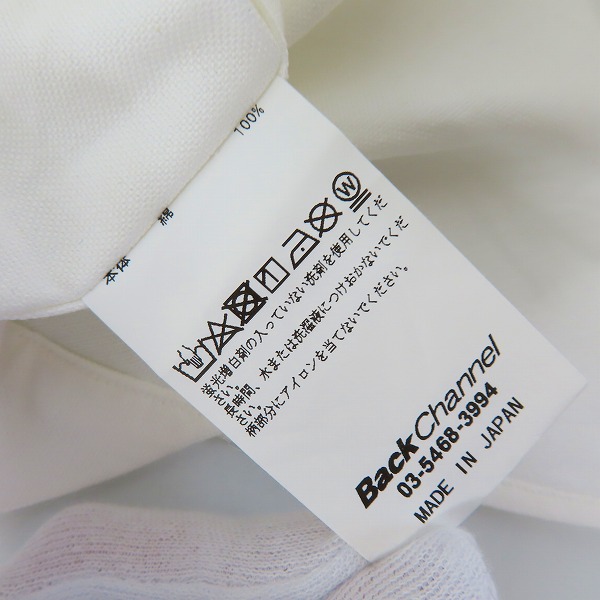 本体 綿 100%
W
蛍光増白剤の入っていない洗剤を使用してくだ
さい。
長時間、水または洗濯液につけおかないでくだ
さい。
柄部分にアイロンを当てないでください。
Back Channel
03-5468-3994
MADE IN JAPAN